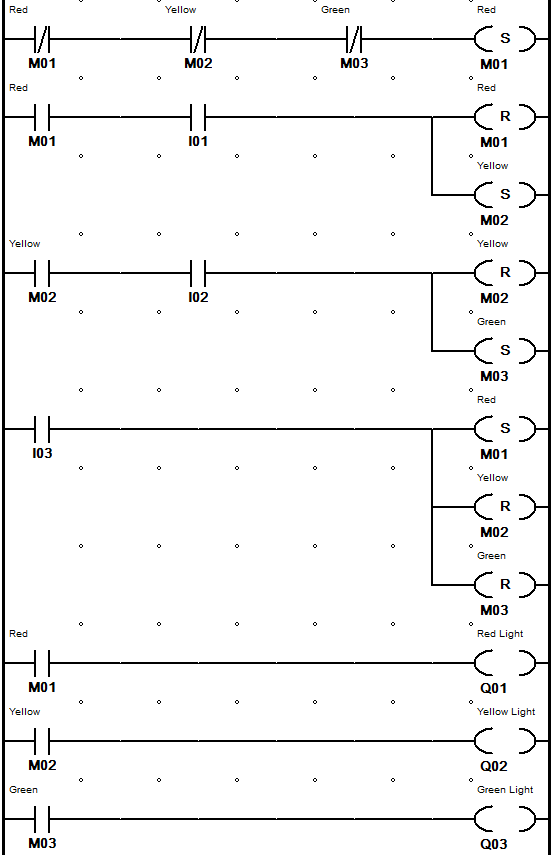 Red Yellow Green Red
S
M01 M02 M03 M01
Red Red
R
M01 I01 M01
Yellow
S
M02
Yellow Yellow
R
M02 I02 M02
Green
S
M03
Red
S
I03 M01
Yellow
R
M02
Green
R
M03
Red Red Light
M01 Q01
Yellow Yellow Light
M02 Q02
Green Green Light
M03 Q03